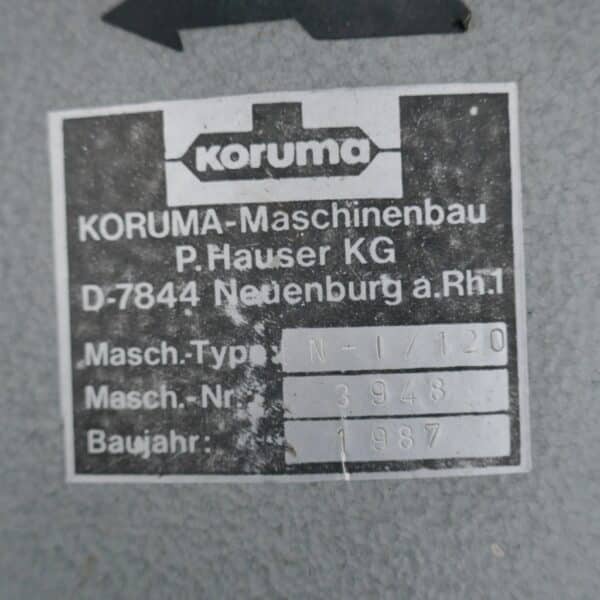 Koruma
KORUMA-Maschinenbau
P. Hauser KG
D-7844 Neuenburg a.Rh.1
Masch.-Type: N-I/120
Masch.-Nr.: 3948
Baujahr: 1987